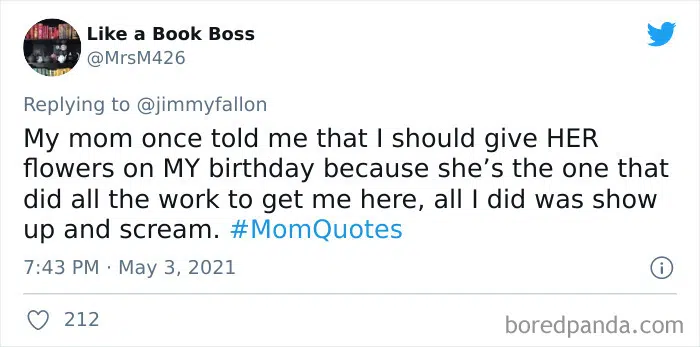 Like a Book Boss
@MrsM426
Replying to @jimmyfallon
My mom once told me that I should give HER
flowers on MY birthday because she’s the one that
did all the work to get me here, all I did was show
up and scream. #MomQuotes
7:43 PM · May 3, 2021
212
boredpanda.com